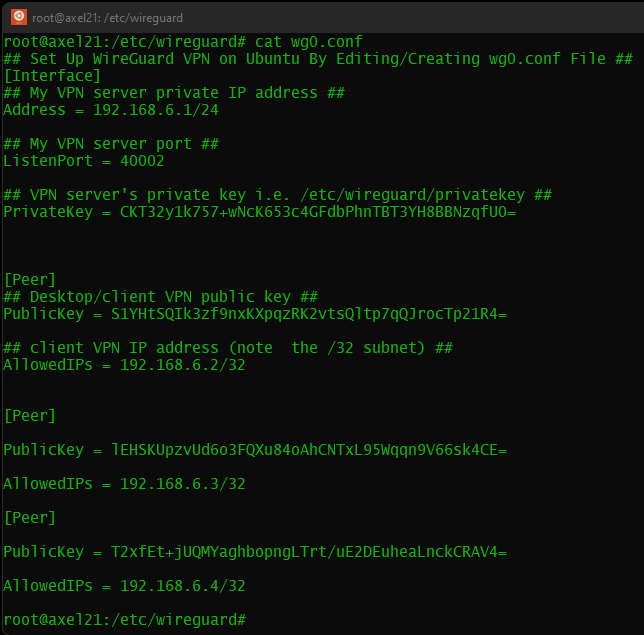 root@axel21: /etc/wireguard
root@axel21:/etc/wireguard# cat wg0.conf
## Set Up WireGuard VPN on Ubuntu By Editing/Creating wg0.conf File ##
[Interface]
## My VPN server private IP address ##
Address = 192.168.6.1/24
## My VPN server port ##
ListenPort = 40002
## VPN server's private key i.e. /etc/wireguard/privatekey ##
PrivateKey = CKT32y1k757+wNcK653c4GFdbPhnTBT3YH8BBNzqfUO=
[Peer]
## Desktop/client VPN public key ##
PublicKey = S1YHtSQIk3zf9nxKXpqzRK2vtsQltp7qQJrocTp21R4=
## client VPN IP address (note  the /32 subnet) ##
AllowedIPs = 192.168.6.2/32
[Peer]
PublicKey = lEHSKUpzvUd6o3FQXu84oAhCNTxL95Wqqn9V66sk4CE=
AllowedIPs = 192.168.6.3/32
[Peer]
PublicKey = T2xfEt+jUQMYaghbopngLTrt/uE2DEuheaLnckCRAV4=
AllowedIPs = 192.168.6.4/32
root@axel21:/etc/wireguard#